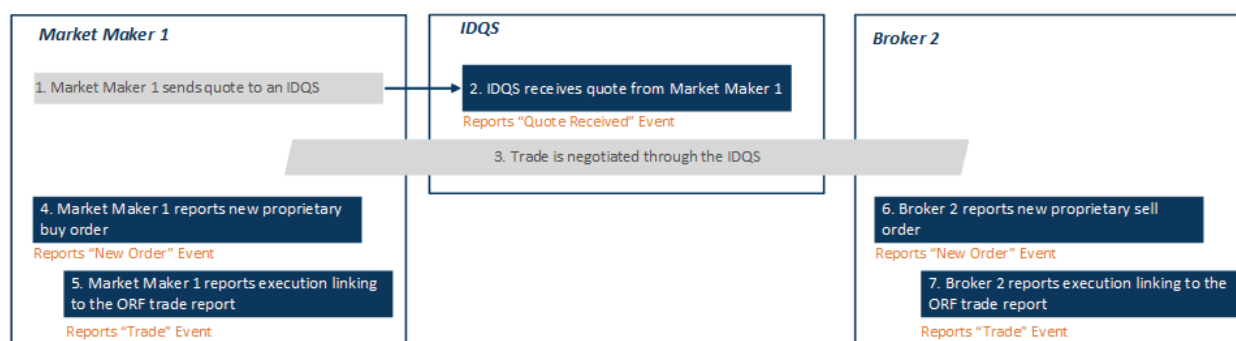 Market Maker 1
IDQS
Broker 2
1. Market Maker 1 sends quote to an IDQS
2. IDQS receives quote from Market Maker 1
Reports “Quote Received” Event
3. Trade is negotiated through the IDQS
4. Market Maker 1 reports new proprietary
buy order
Reports “New Order” Event
5. Market Maker 1 reports execution linking
to the ORF trade report
Reports “Trade” Event
6. Broker 2 reports new proprietary sell
order
Reports “New Order” Event
7. Broker 2 reports execution linking to the
ORF trade report
Reports “Trade” Event